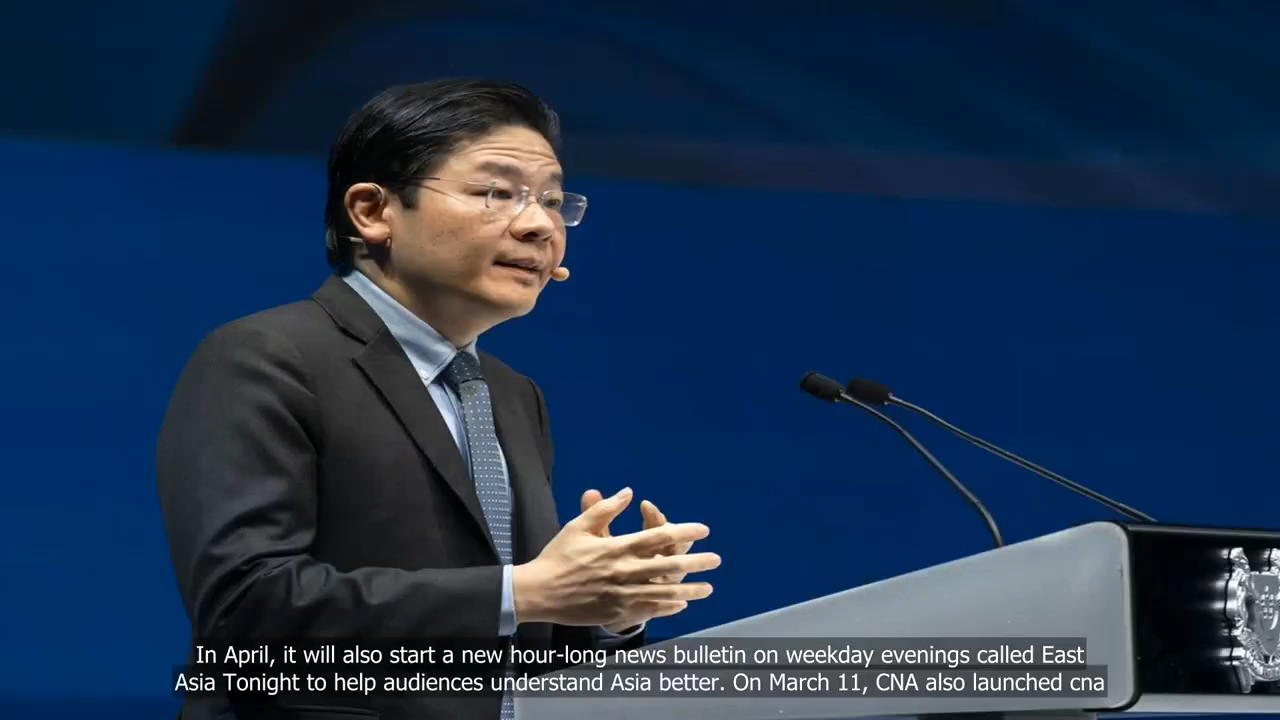 In April, it will also start a new hour-long news bulletin on weekday evenings called East
Asia Tonight to help audiences understand Asia better. On March 11, CNA also launched cna